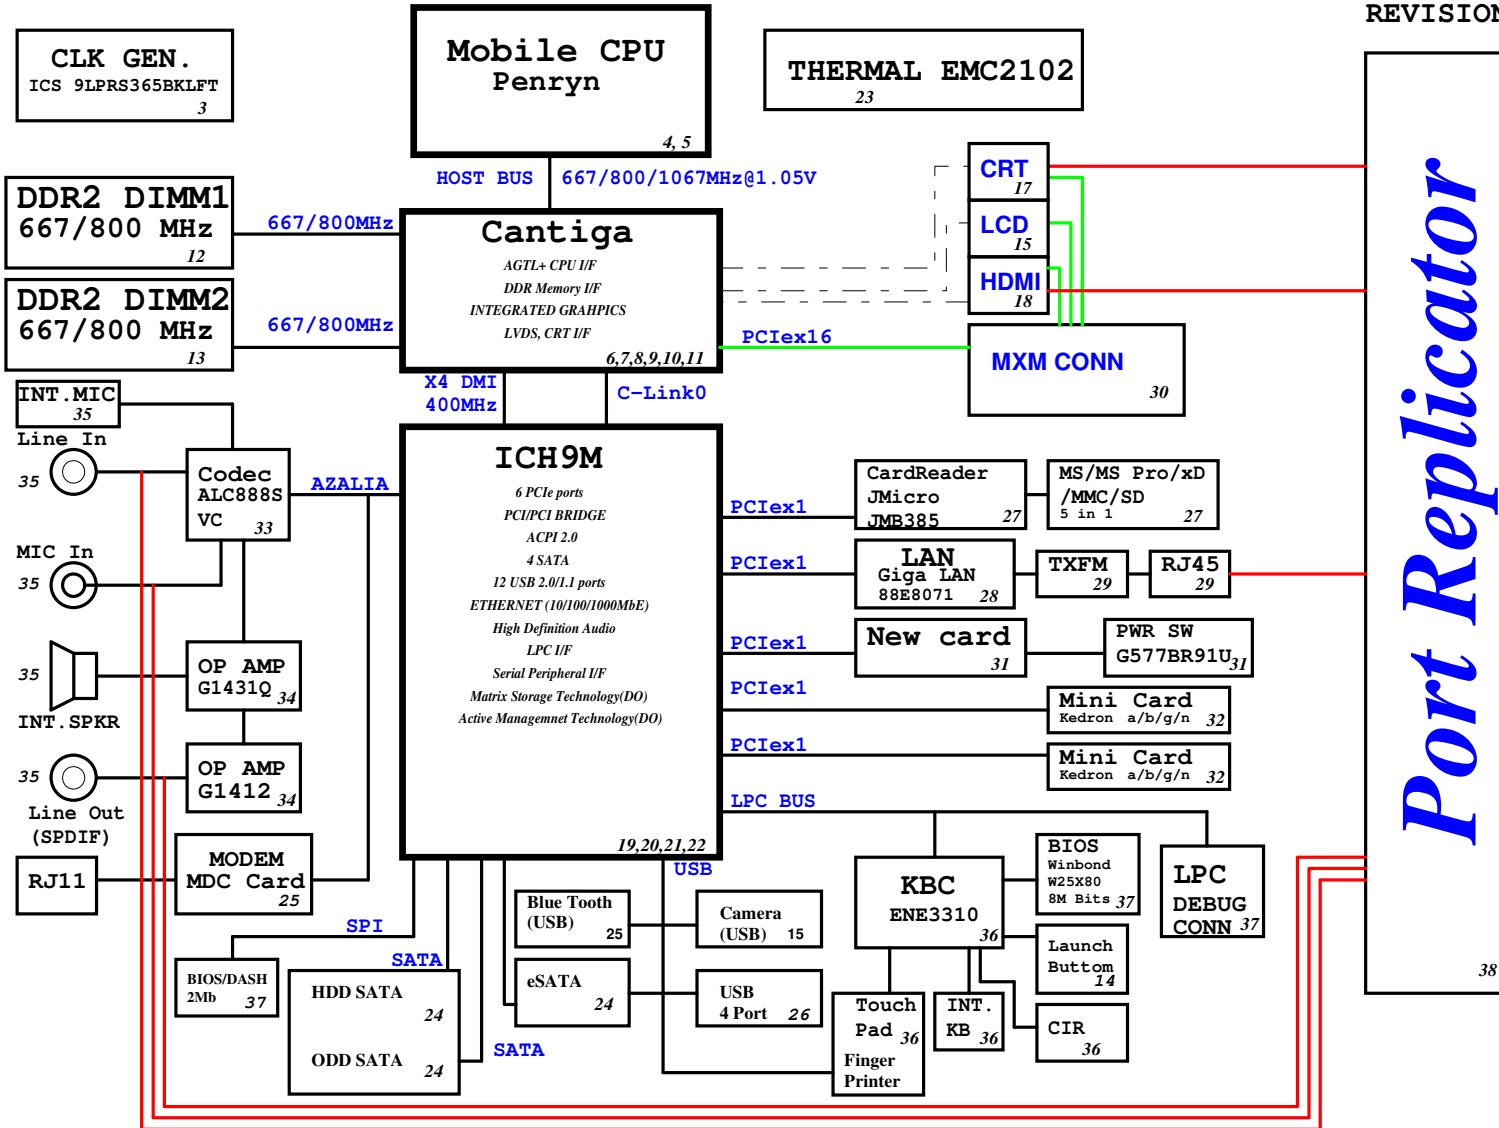 REVISION
CLK GEN.
ICS 9LPRS365BKLFT
3
Mobile CPU
Penryn
4, 5
THERMAL EMC2102
23
HOST BUS
667/800/1067MHz@1.05V
DDR2 DIMM1
667/800 MHz
12
667/800MHz
DDR2 DIMM2
667/800 MHz
13
667/800MHz
Cantiga
AGTL+ CPU I/F
DDR Memory I/F
INTEGRATED GRAHPICS
LVDS, CRT I/F
6,7,8,9,10,11
CRT
17
LCD
15
HDMI
18
PCIex16
MXM CONN
30
X4 DMI
400MHz
C-Link0
INT.MIC
35
Line In
35
Codec
ALC888S
VC
33
AZALIA
MIC In
35
35
INT.SPKR
OP AMP
G1431Q
34
35
Line Out
(SPDIF)
OP AMP
G1412
34
RJ11
MODEM
MDC Card
25
ICH9M
6 PCIe ports
PCI/PCI BRIDGE
ACPI 2.0
4 SATA
12 USB 2.0/1.1 ports
ETHERNET (10/100/1000MbE)
High Definition Audio
LPC I/F
Serial Peripheral I/F
Matrix Storage Technology(DO)
Active Managemnet Technology(DO)
19,20,21,22
PCIex1
CardReader
JMicro
JMB385
27
MS/MS Pro/xD
/MMC/SD
5 in 1
27
PCIex1
LAN
Giga LAN
88E8071
28
TXFM
29
RJ45
29
PCIex1
New card
31
PWR SW
G577BR91U
31
PCIex1
Mini Card
Kedron a/b/g/n
32
PCIex1
Mini Card
Kedron a/b/g/n
32
LPC BUS
USB
KBC
ENE3310
36
BIOS
Winbond
W25X80
8M Bits
37
LPC
DEBUG
CONN
37
Launch
Buttom
14
CIR
36
INT.
KB
36
Touch
Pad
36
Finger
Printer
SPI
BIOS/DASH
2Mb
37
SATA
HDD SATA
24
ODD SATA
24
SATA
Blue Tooth
(USB)
25
Camera
(USB)
15
eSATA
24
USB
4 Port
26
Port Replicator
38